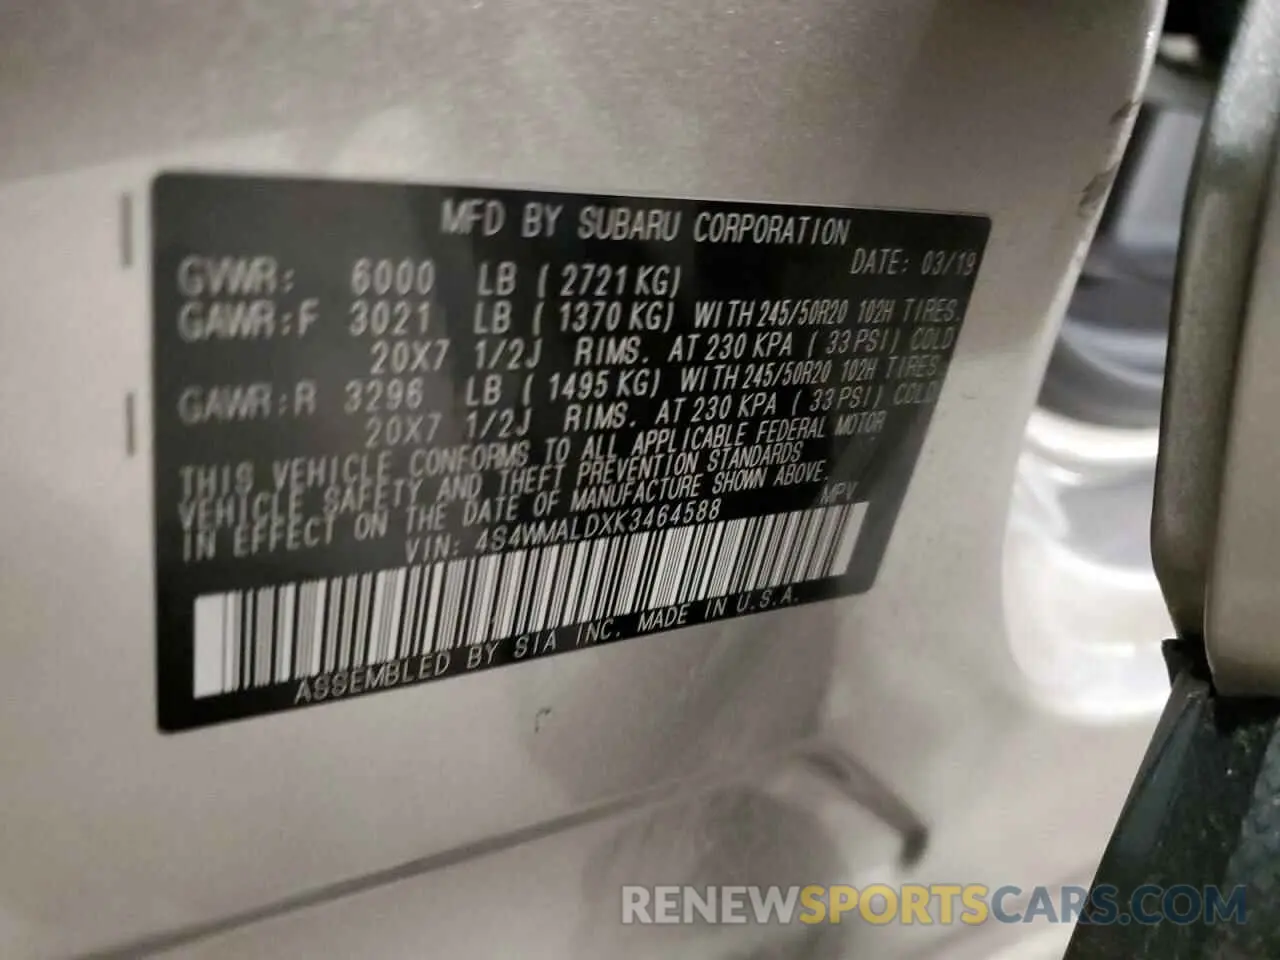 MFD BY SUBARU CORPORATION
DATE: 03/19
GVWR: 6000 LB ( 2721 KG)
GAWR:F 3021 LB ( 1370 KG) WITH 245/50R20 102H TIRES.
20X7 1/2J RIMS. AT 230 KPA ( 33 PSI) COLD
GAWR:R 3296 LB ( 1495 KG) WITH 245/50R20 102H TIRES.
20X7 1/2J RIMS. AT 230 KPA ( 33 PSI) COLD
THIS VEHICLE CONFORMS TO ALL APPLICABLE FEDERAL MOTOR
VEHICLE SAFETY AND THEFT PREVENTION STANDARDS
IN EFFECT ON THE DATE OF MANUFACTURE SHOWN ABOVE.
VIN: 4S4WMALDXK3464588 MPV
ASSEMBLED BY SIA INC. MADE IN U.S.A.
RENEWSPORTSCARS.COM